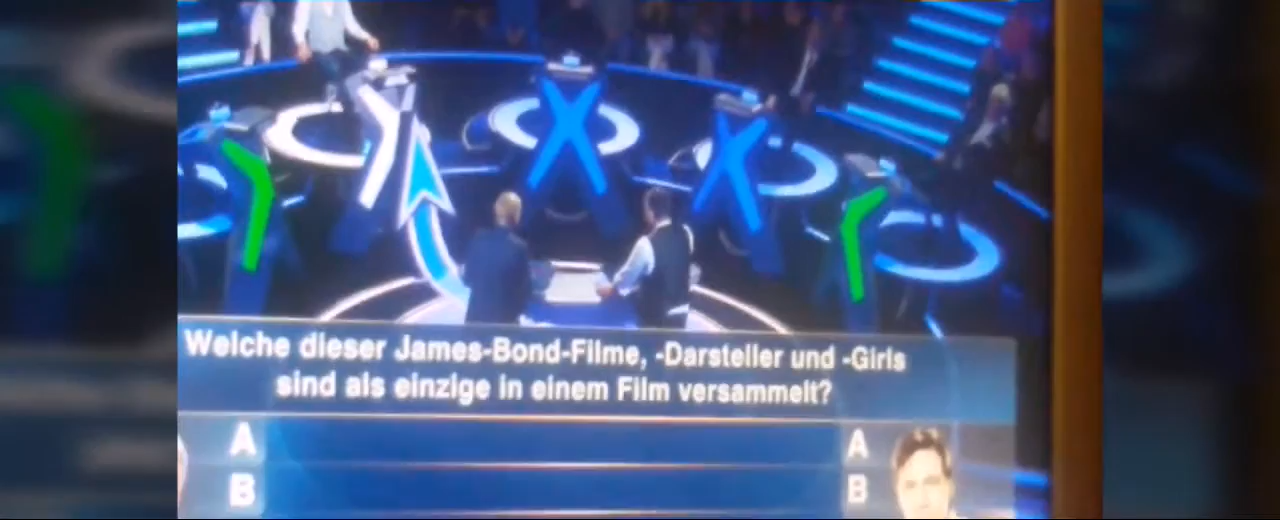 Welche dieser James-Bond-Filme, -Darsteller und -Girls
sind als einzige in einem Film versammelt?
A
A
B
B